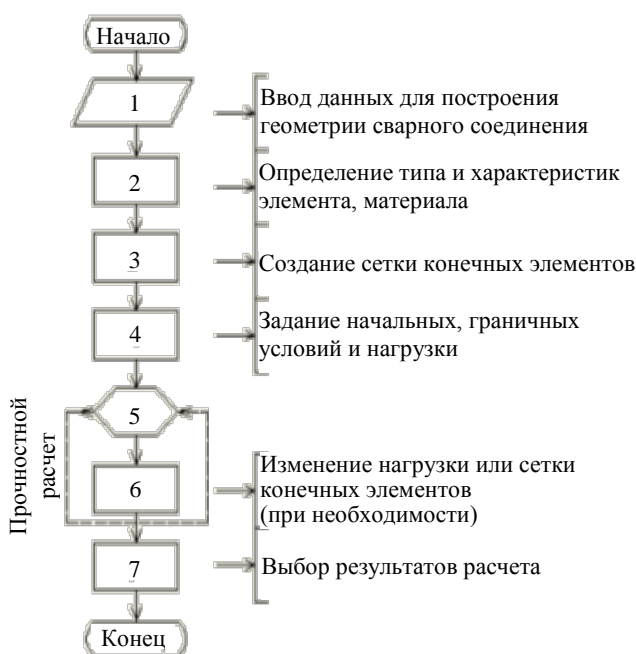 Начало
1
Ввод данных для построения
геометрии сварного соединения
2
Определение типа и характеристик
элемента, материала
3
Создание сетки конечных элементов
4
Задание начальных, граничных
условий и нагрузки
Прочностной
расчет
5
6
Изменение нагрузки или сетки
конечных элементов
(при необходимости)
7
Выбор результатов расчета
Конец